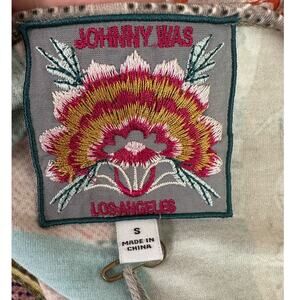 JOHNNY WAS
LOS ANGELES
S
MADE IN
CHINA